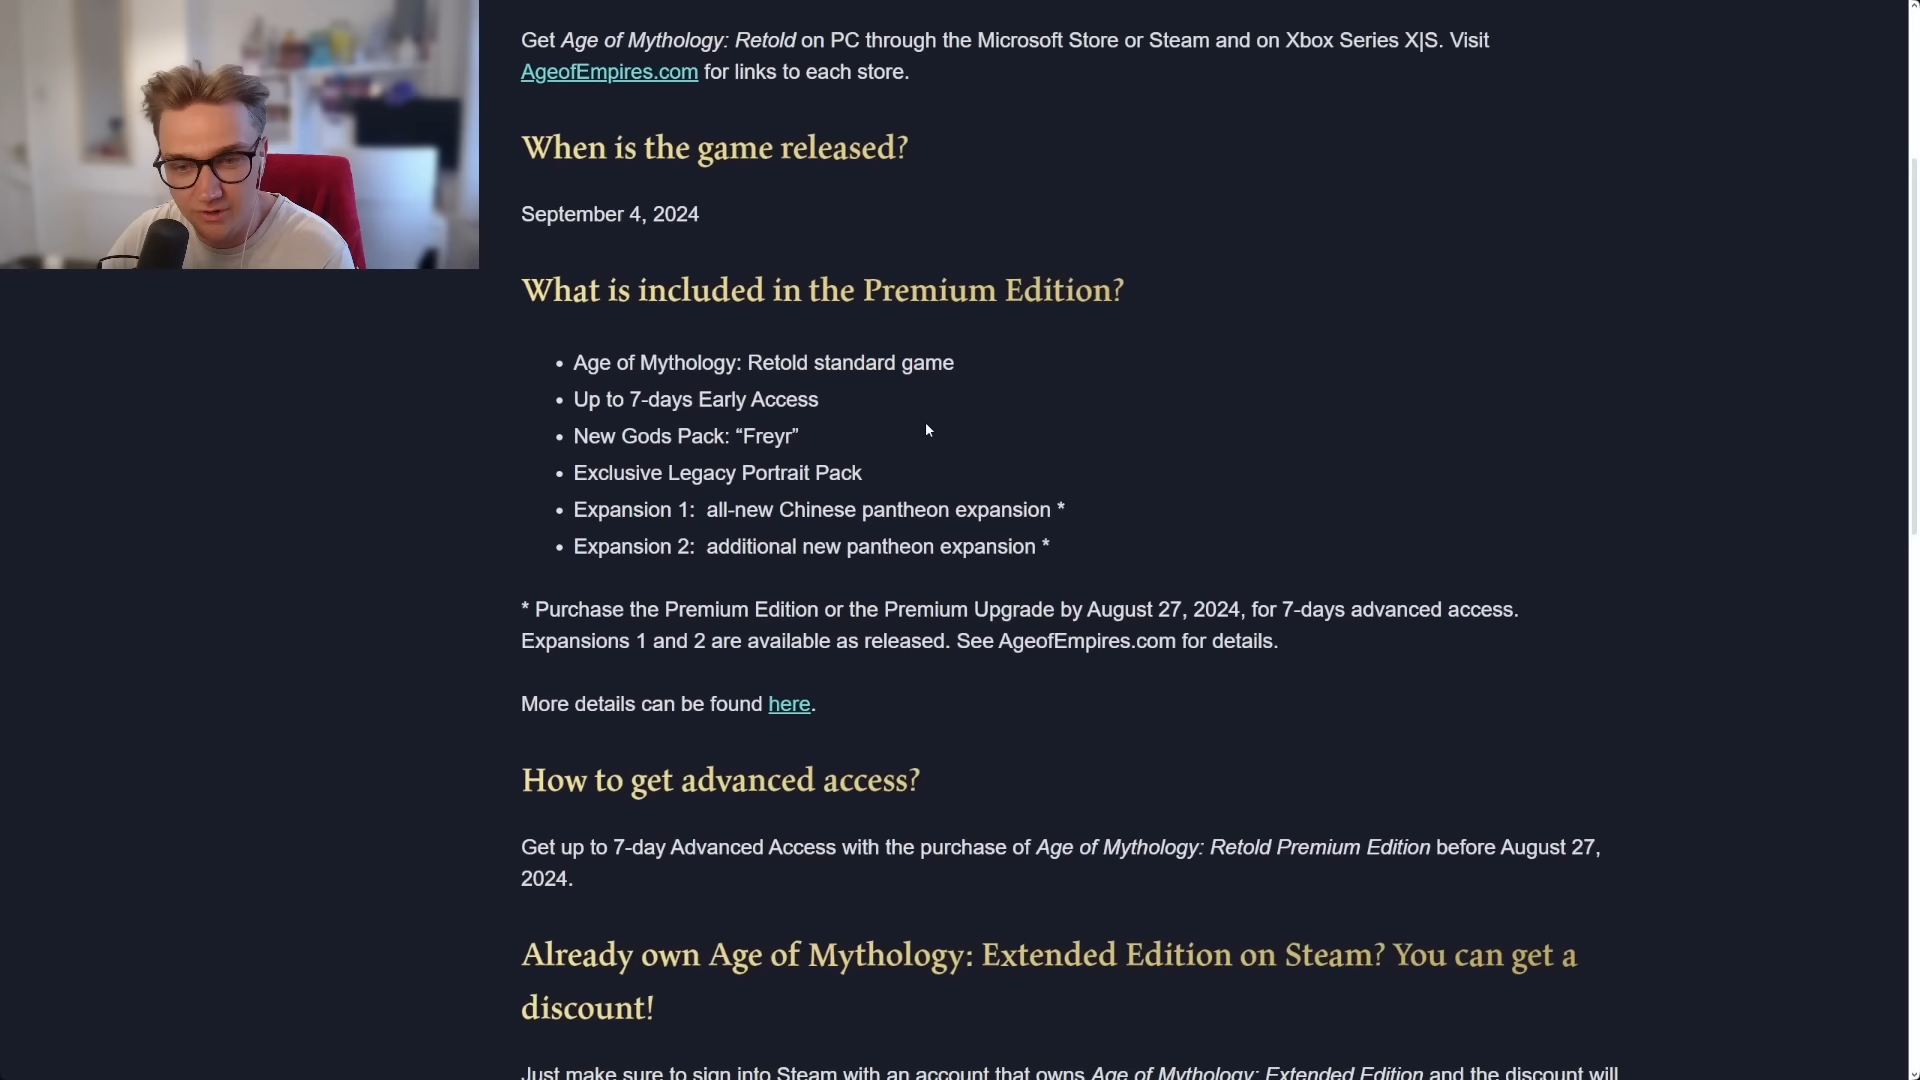 Get Age of Mythology: Retold on PC through the Microsoft Store or Steam and on Xbox Series X|S. Visit
AgeofEmpires.com for links to each store.
When is the game released?
September 4, 2024
What is included in the Premium Edition?
• Age of Mythology: Retold standard game
• Up to 7-days Early Access
• New Gods Pack: “Freyr”
• Exclusive Legacy Portrait Pack
• Expansion 1:  all-new Chinese pantheon expansion *
• Expansion 2:  additional new pantheon expansion *
* Purchase the Premium Edition or the Premium Upgrade by August 27, 2024, for 7-days advanced access.
Expansions 1 and 2 are available as released. See AgeofEmpires.com for details.
More details can be found here.
How to get advanced access?
Get up to 7-day Advanced Access with the purchase of Age of Mythology: Retold Premium Edition before August 27,
2024.
Already own Age of Mythology: Extended Edition on Steam? You can get a
discount!
Just make sure to sign into Steam with an account that owns Age of Mythology: Extended Edition and the discount will